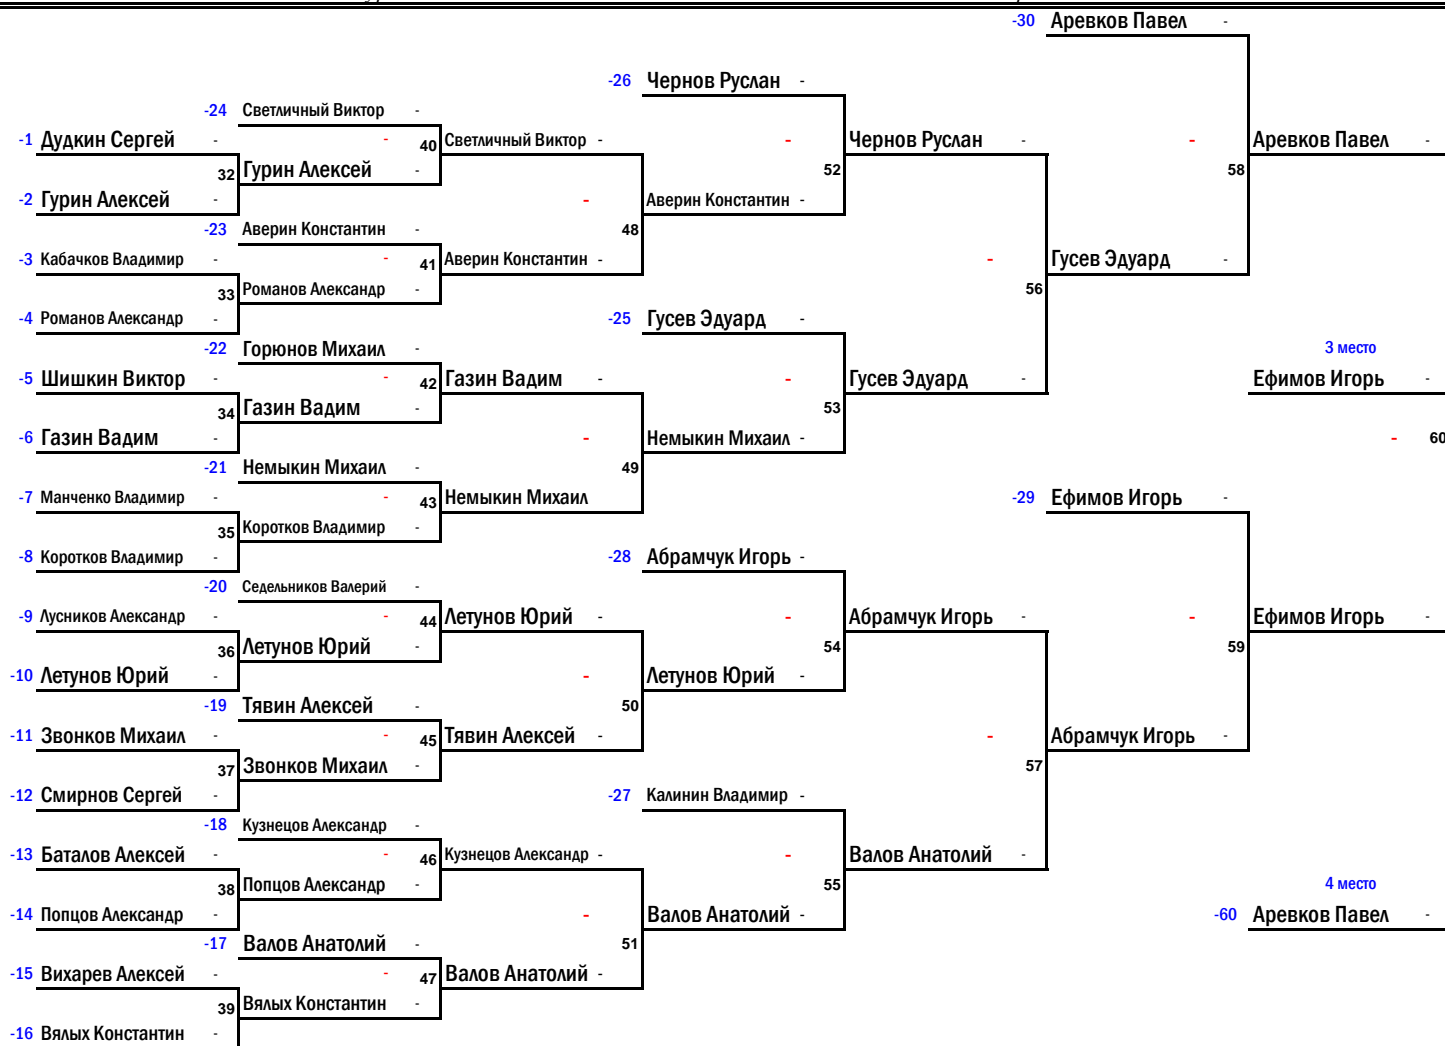 -30 Аревков Павел -
-26 Чернов Руслан -
-24 Светличный Виктор -
-1 Дудкин Сергей - - 40 Светличный Виктор - - Чернов Руслан - - Аревков Павел -
32 Гурин Алексей - 52 58
-2 Гурин Алексей - - Аверин Константин -
-23 Аверин Константин - 48
-3 Кабачков Владимир - - 41 Аверин Константин - - Гусев Эдуард -
33 Романов Александр - 56
-4 Романов Александр - -25 Гусев Эдуард -
-22 Горюнов Михаил - 3 место
-5 Шишкин Виктор - - 42 Газин Вадим - - Гусев Эдуард - Ефимов Игорь -
34 Газин Вадим - 53
-6 Газин Вадим - - Немыкин Михаил - - 60
-21 Немыкин Михаил - 49
-7 Манченко Владимир - - 43 Немыкин Михаил -29 Ефимов Игорь -
35 Коротков Владимир -
-8 Коротков Владимир - -28 Абрамчук Игорь -
-20 Седельников Валерий -
-9 Лусников Александр - - 44 Летунов Юрий - - Абрамчук Игорь - - Ефимов Игорь -
36 Летунов Юрий - 54 59
-10 Летунов Юрий - - Летунов Юрий -
-19 Тявин Алексей - 50
-11 Звонков Михаил - - 45 Тявин Алексей - - Абрамчук Игорь -
37 Звонков Михаил - 57
-12 Смирнов Сергей - -27 Калинин Владимир -
-18 Кузнецов Александр -
-13 Баталов Алексей - - 46 Кузнецов Александр - - Валов Анатолий -
38 Попцов Александр - 55 4 место
-14 Попцов Александр - - Валов Анатолий - -60 Аревков Павел -
-17 Валов Анатолий - 51
-15 Вихарев Алексей - - 47 Валов Анатолий -
39 Вялых Константин -
-16 Вялых Константин -